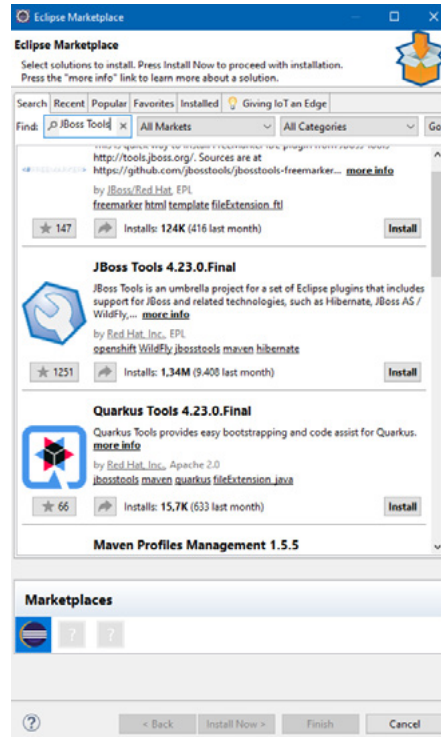 Eclipse Marketplace
Eclipse Marketplace
Select solutions to install. Press Install Now to proceed with installation.
Press the "more info" link to learn more about a solution.
Search Recent Popular Favorites Installed Giving IoT an Edge
Find: JBoss Tools All Markets All Categories Go
http://tools.jboss.org/. Sources are at
https://github.com/jbosstools/jbosstools-freemarker... more info
by JBoss/Red Hat, EPL
freemarker html template fileExtension_ftl
147 Installs: 124K (416 last month) Install
JBoss Tools 4.23.0.Final
JBoss Tools is an umbrella project for a set of Eclipse plugins that includes
support for JBoss and related technologies, such as Hibernate, JBoss AS /
WildFly,... more info
by Red Hat, Inc., EPL
openshift WildFly jbosstools maven hibernate
1251 Installs: 1,34M (9.408 last month) Install
Quarkus Tools 4.23.0.Final
Quarkus Tools provides easy bootstrapping and code assist for Quarkus.
more info
by Red Hat, Inc., Apache 2.0
jbosstools maven quarkus fileExtension_java
66 Installs: 15,7K (633 last month) Install
Maven Profiles Management 1.5.5
Marketplaces
? ?
? < Back Install Now > Finish Cancel